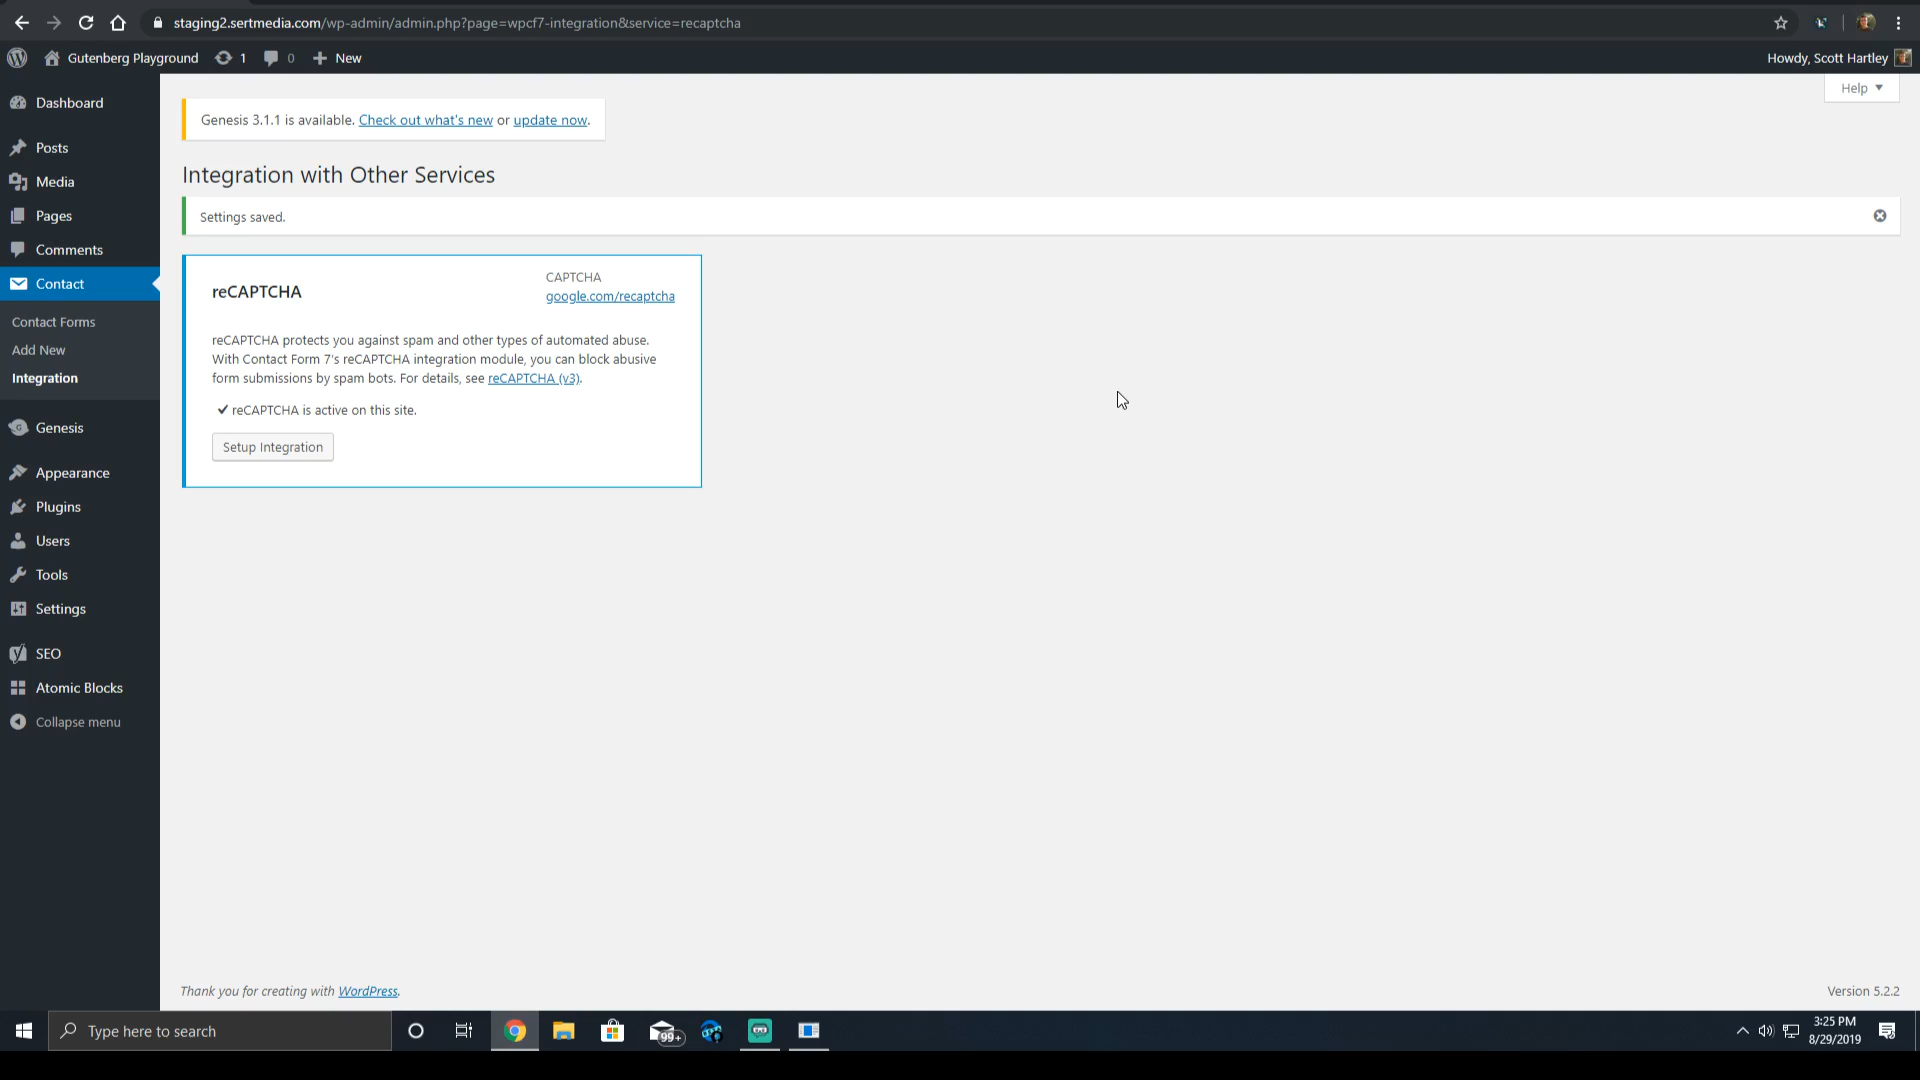 staging2.sertmedia.com/wp-admin/admin.php?page=wpcf7-integration&service=recaptcha
Gutenberg Playground
1
0
New
Howdy, Scott Hartley
Help
Dashboard
Posts
Media
Pages
Comments
Contact
Contact Forms
Add New
Integration
Genesis
Appearance
Plugins
Users
Tools
Settings
SEO
Atomic Blocks
Collapse menu
Genesis 3.1.1 is available. Check out what's new or update now.
Integration with Other Services
Settings saved.
reCAPTCHA
CAPTCHA
google.com/recaptcha
reCAPTCHA protects you against spam and other types of automated abuse.
With Contact Form 7's reCAPTCHA integration module, you can block abusive
form submissions by spam bots. For details, see reCAPTCHA (v3).
reCAPTCHA is active on this site.
Setup Integration
Thank you for creating with WordPress.
Version 5.2.2
Type here to search
99+
3:25 PM
8/29/2019